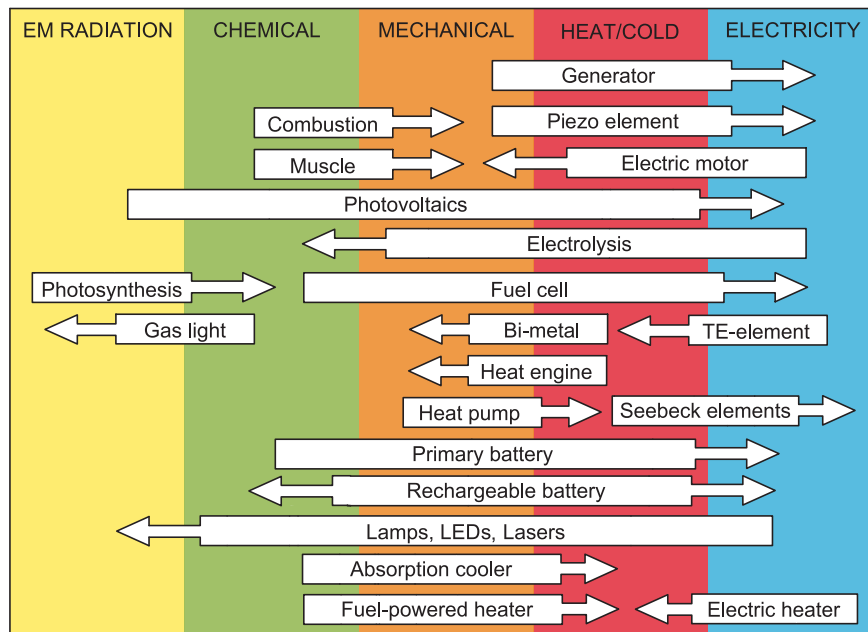 EM RADIATION CHEMICAL MECHANICAL HEAT/COLD ELECTRICITY
Generator
Combustion Piezo element
Muscle Electric motor
Photovoltaics
Electrolysis
Photosynthesis Fuel cell
Gas light Bi-metal TE-element
Heat engine
Heat pump Seebeck elements
Primary battery
Rechargeable battery
Lamps, LEDs, Lasers
Absorption cooler
Fuel-powered heater Electric heater